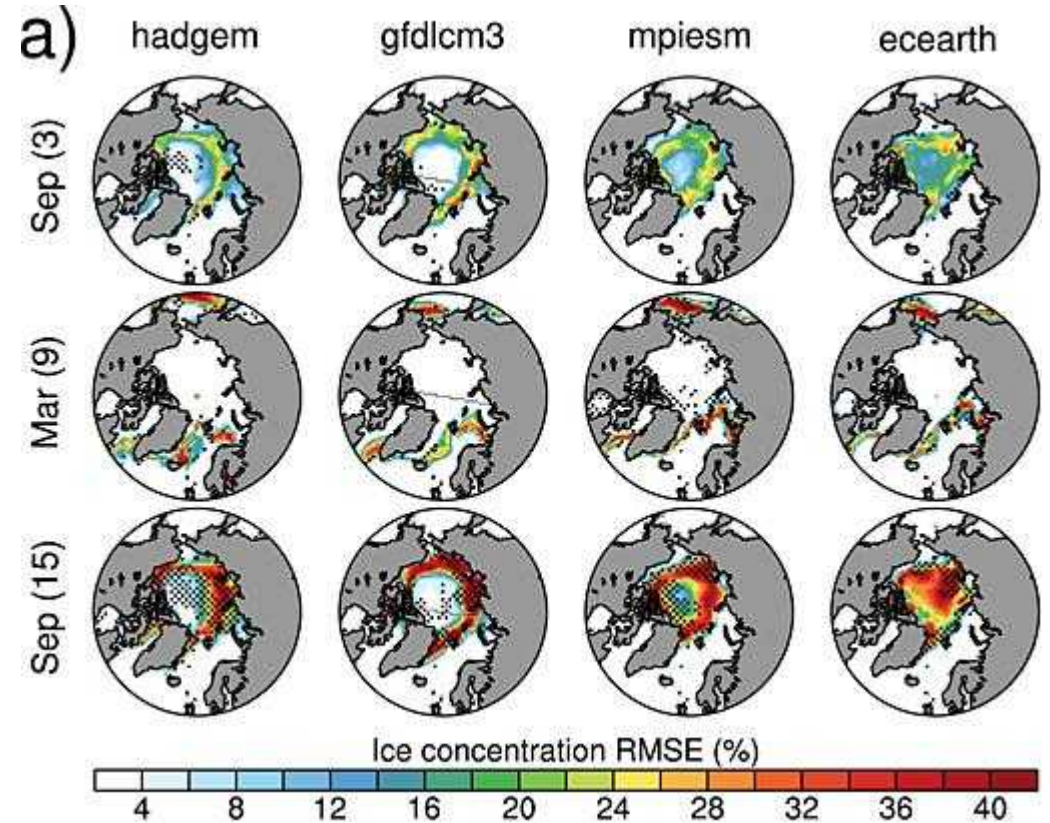 a)
hadgem gfdlcm3 mpiesm ecearth
Sep (3)
Mar (9)
Sep (15)
Ice concentration RMSE (%)
4 8 12 16 20 24 28 32 36 40